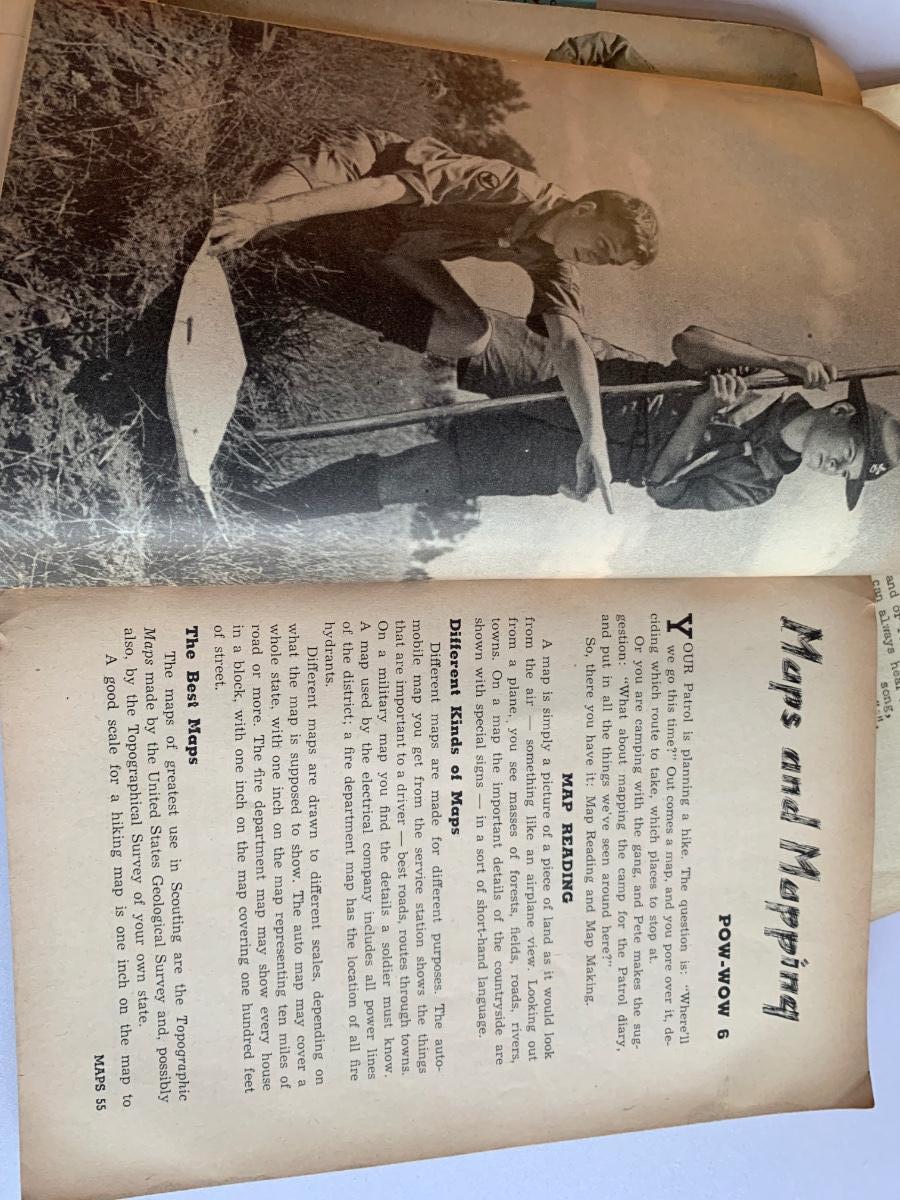 Maps and Mapping
POW-WOW 6
YOUR Patrol is planning a hike. The question is: "Where'll
we go this time?" Out comes a map, and you pore over it, de-
ciding which route to take, which places to stop at.
Or you are camping with the gang, and Pete makes the sug-
gestion: "What about mapping the camp for the Patrol diary,
and put in all the things we've seen around here?"
So, there you have it: Map Reading and Map Making.
MAP READING
A map is simply a picture of a piece of land as it would look
from the air — something like an airplane view. Looking out
from a plane, you see masses of forests, fields, roads, rivers,
towns. On a map the important details of the countryside are
shown with special signs — in a sort of short-hand language.
Different Kinds of Maps
Different maps are made for different purposes. The auto-
mobile map you get from the service station shows the things
that are important to a driver — best roads, routes through towns.
On a military map you find the details a soldier must know.
A map used by the electrical company includes all power lines
of the district; a fire department map has the location of all fire
hydrants.
Different maps are drawn to different scales, depending on
what the map is supposed to show. The auto map may cover a
whole state, with one inch on the map representing ten miles of
road or more. The fire department map may show every house
in a block, with one inch on the map covering one hundred feet
of street.
The Best Maps
The maps of greatest use in Scouting are the Topographic
Maps made by the United States Geological Survey and, possibly
also, by the Topographical Survey of your own state.
A good scale for a hiking map is one inch on the map to
MAPS 55
and of
can always hear
song,